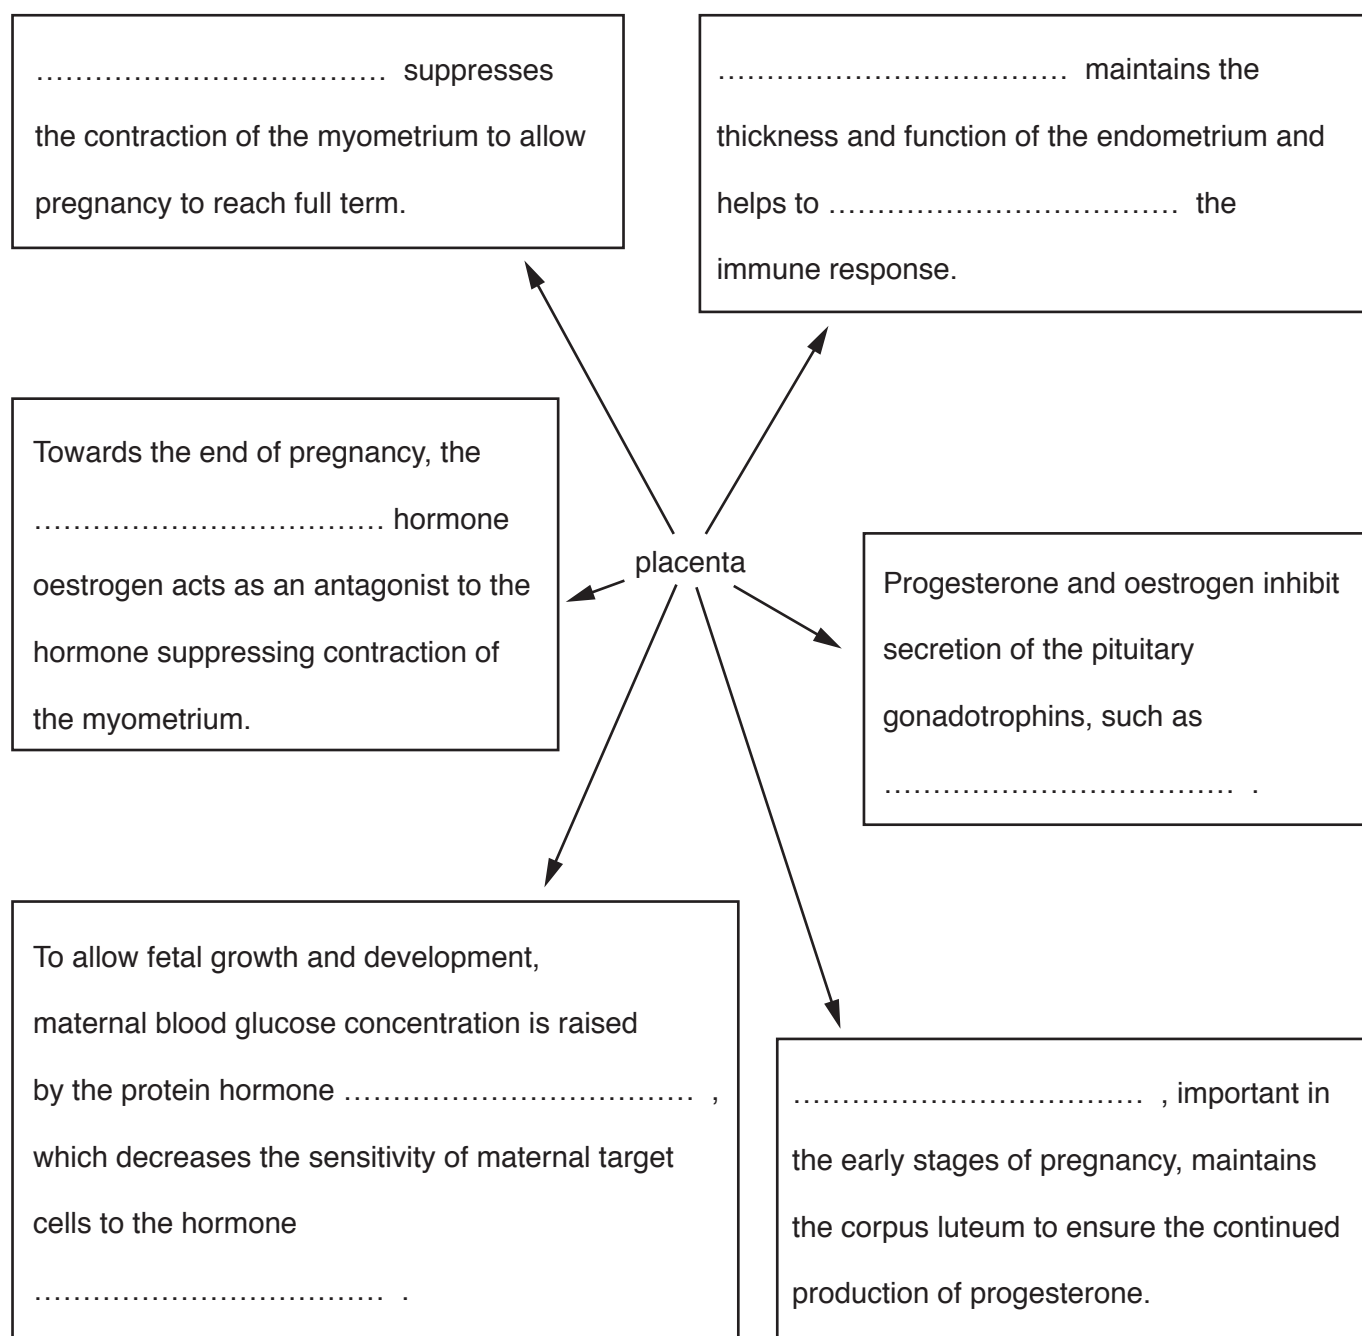 ................................... suppresses
the contraction of the myometrium to allow
pregnancy to reach full term.
................................... maintains the
thickness and function of the endometrium and
helps to ................................... the
immune response.
Towards the end of pregnancy, the
................................... hormone
oestrogen acts as an antagonist to the
hormone suppressing contraction of
the myometrium.
placenta
Progesterone and oestrogen inhibit
secretion of the pituitary
gonadotrophins, such as
................................... .
To allow fetal growth and development,
maternal blood glucose concentration is raised
by the protein hormone ................................... ,
which decreases the sensitivity of maternal target
cells to the hormone
................................... .
................................... , important in
the early stages of pregnancy, maintains
the corpus luteum to ensure the continued
production of progesterone.